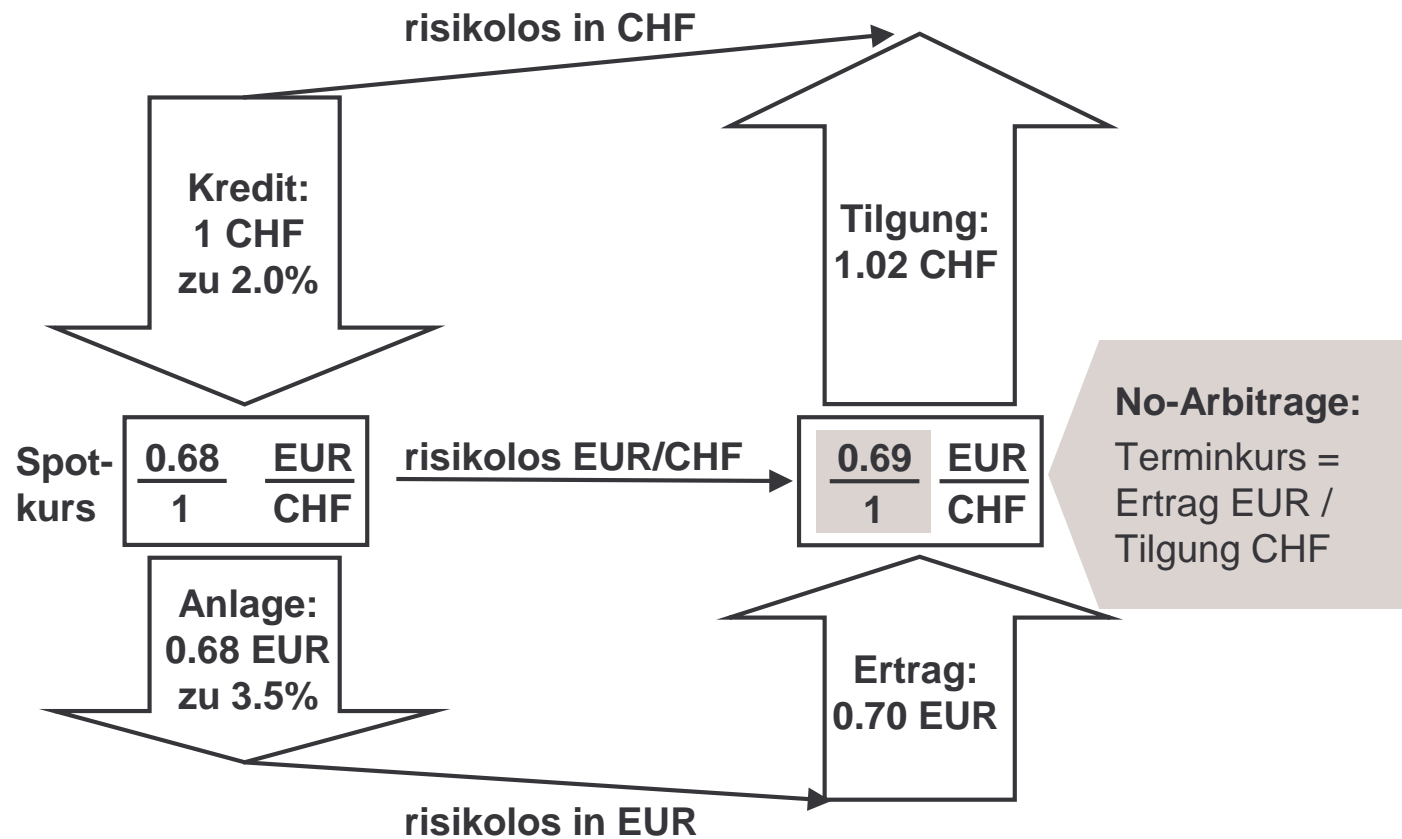 risikolos in CHF
Kredit:
1 CHF
zu 2.0%
Tilgung:
1.02 CHF
Spot-
kurs
0.68 EUR
1 CHF
risikolos EUR/CHF
0.69 EUR
1 CHF
No-Arbitrage:
Terminkurs =
Ertrag EUR /
Tilgung CHF
Anlage:
0.68 EUR
zu 3.5%
Ertrag:
0.70 EUR
risikolos in EUR